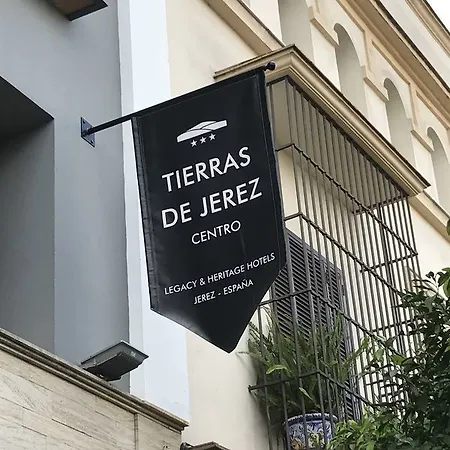 TIERRAS
DE JEREZ
CENTRO
LEGACY & HERITAGE HOTELS
JEREZ - ESPAÑA